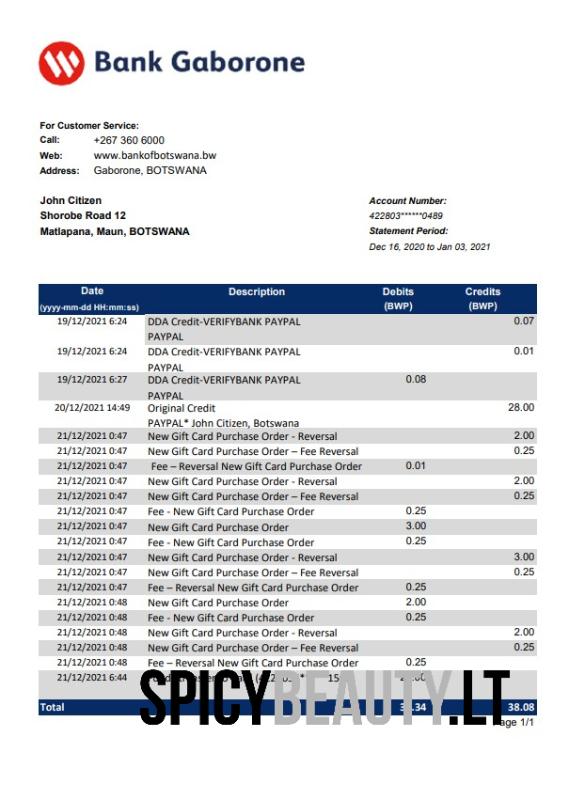 Bank Gaborone
For Customer Service:
Call: +267 360 6000
Web: www.bankofbotswana.bw
Address: Gaborone, BOTSWANA
John Citizen
Shorobe Road 12
Matlapana, Maun, BOTSWANA
Account Number:
422803******0489
Statement Period:
Dec 16, 2020 to Jan 03, 2021
Date Description Debits Credits
(yyyy-mm-dd HH:mm:ss) (BWP) (BWP)
19/12/2021 6:24 DDA Credit-VERIFYBANK PAYPAL 0.07
PAYPAL
19/12/2021 6:24 DDA Credit-VERIFYBANK PAYPAL 0.01
PAYPAL
19/12/2021 6:27 DDA Credit-VERIFYBANK PAYPAL 0.08
PAYPAL
20/12/2021 14:49 Original Credit 28.00
PAYPAL* John Citizen, Botswana
21/12/2021 0:47 New Gift Card Purchase Order - Reversal 2.00
21/12/2021 0:47 New Gift Card Purchase Order – Fee Reversal 0.25
21/12/2021 0:47 Fee – Reversal New Gift Card Purchase Order 0.01
21/12/2021 0:47 New Gift Card Purchase Order - Reversal 2.00
21/12/2021 0:47 New Gift Card Purchase Order – Fee Reversal 0.25
21/12/2021 0:47 Fee - New Gift Card Purchase Order 0.25
21/12/2021 0:47 New Gift Card Purchase Order 3.00
21/12/2021 0:47 Fee - New Gift Card Purchase Order 0.25
21/12/2021 0:47 New Gift Card Purchase Order - Reversal 3.00
21/12/2021 0:47 New Gift Card Purchase Order – Fee Reversal 0.25
21/12/2021 0:47 Fee – Reversal New Gift Card Purchase Order 0.25
21/12/2021 0:48 New Gift Card Purchase Order 2.00
21/12/2021 0:48 Fee - New Gift Card Purchase Order 0.25
21/12/2021 0:48 New Gift Card Purchase Order - Reversal 2.00
21/12/2021 0:48 New Gift Card Purchase Order – Fee Reversal 0.25
21/12/2021 0:48 Fee – Reversal New Gift Card Purchase Order 0.25
21/12/2021 6:44
SPICYBEAUTY.LT
Total 38.08
Page 1/1